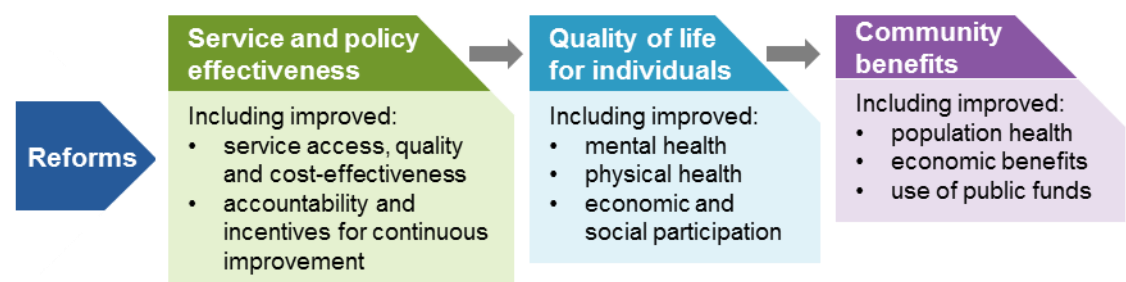 Reforms
Service and policy
effectiveness
Including improved:
• service access, quality
and cost-effectiveness
• accountability and
incentives for continuous
improvement
Quality of life
for individuals
Including improved:
• mental health
• physical health
• economic and
social participation
Community
benefits
Including improved:
• population health
• economic benefits
• use of public funds